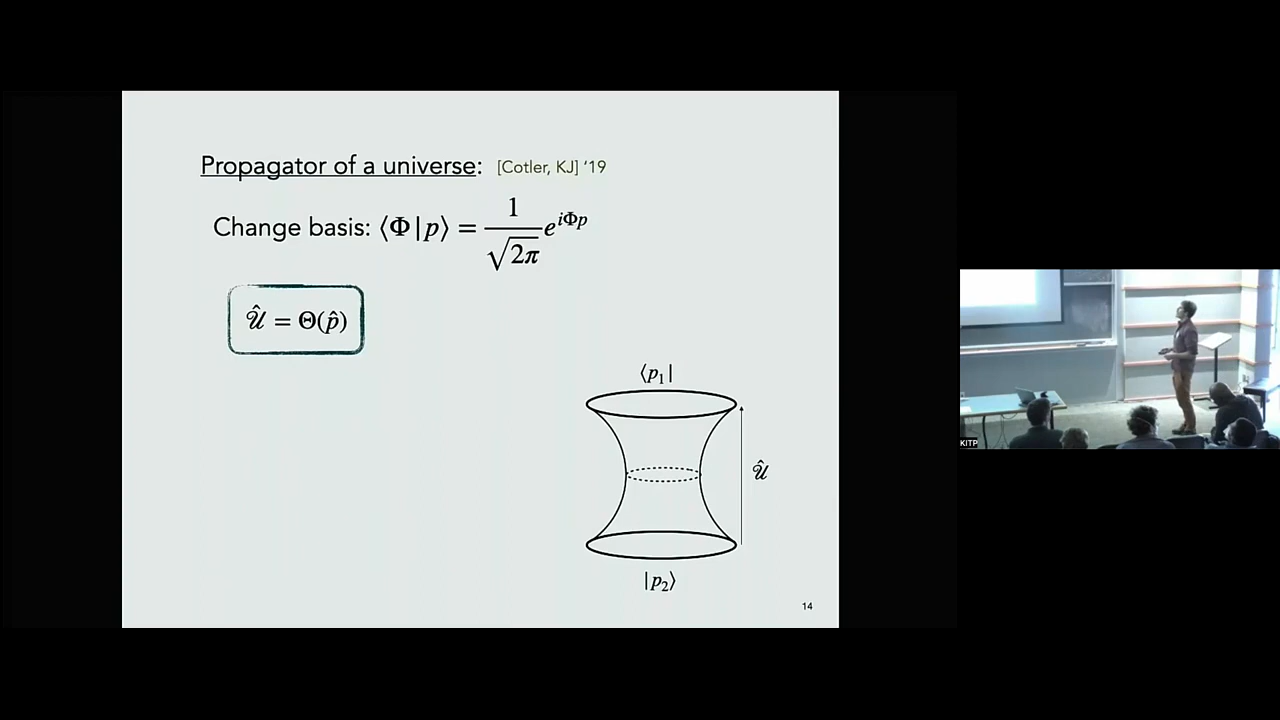 Propagator of a universe: [Cotler, KJ] '19
Change basis: ⟨Φ|p⟩ = 1/√2π e^{iΦp}
𝒰̂ = Θ(p̂)
⟨p₁|
𝒰̂
|p₂⟩
14
KITP